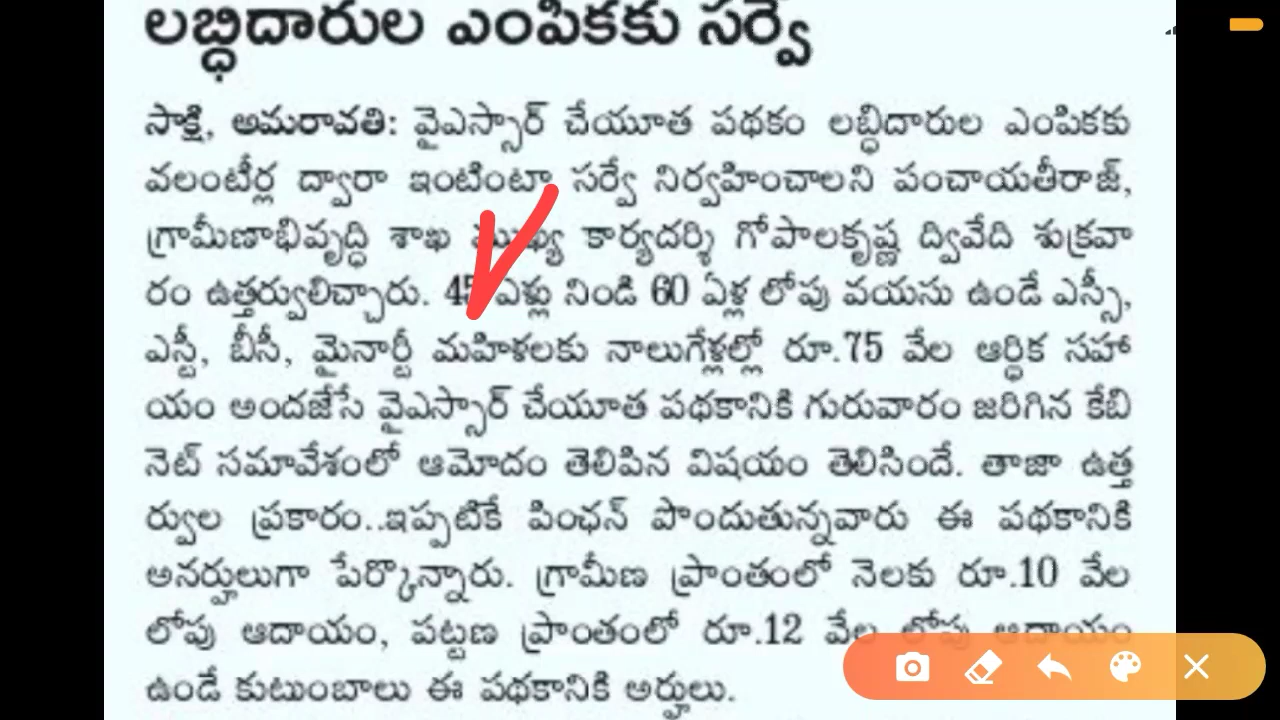 లబ్ధిదారుల ఎంపికకు సర్వే
సాక్షి, అమరావతి: వైఎస్సార్ చేయూత పథకం లబ్ధిదారుల ఎంపికకు
వలంటీర్ల ద్వారా ఇంటింటా సర్వే నిర్వహించాలని పంచాయతీరాజ్,
గ్రామీణాభివృద్ధి శాఖ ముఖ్య కార్యదర్శి గోపాలకృష్ణ ద్వివేది శుక్రవా
రం ఉత్తర్వులిచ్చారు. 45 ఏళ్లు నిండి 60 ఏళ్ల లోపు వయసు ఉండే ఎస్సీ,
ఎస్టీ, బీసీ, మైనార్టీ మహిళలకు నాలుగేళ్లల్లో రూ.75 వేల ఆర్థిక సహా
యం అందజేసే వైఎస్సార్ చేయూత పథకానికి గురువారం జరిగిన కేబి
నెట్ సమావేశంలో ఆమోదం తెలిపిన విషయం తెలిసిందే. తాజా ఉత్త
ర్వుల ప్రకారం..ఇప్పటికే పింఛన్ పొందుతున్నవారు ఈ పథకానికి
అనర్హులుగా పేర్కొన్నారు. గ్రామీణ ప్రాంతంలో నెలకు రూ.10 వేల
లోపు ఆదాయం, పట్టణ ప్రాంతంలో రూ.12 వేల లోపు ఆదాయం
ఉండే కుటుంబాలు ఈ పథకానికి అర్హులు.